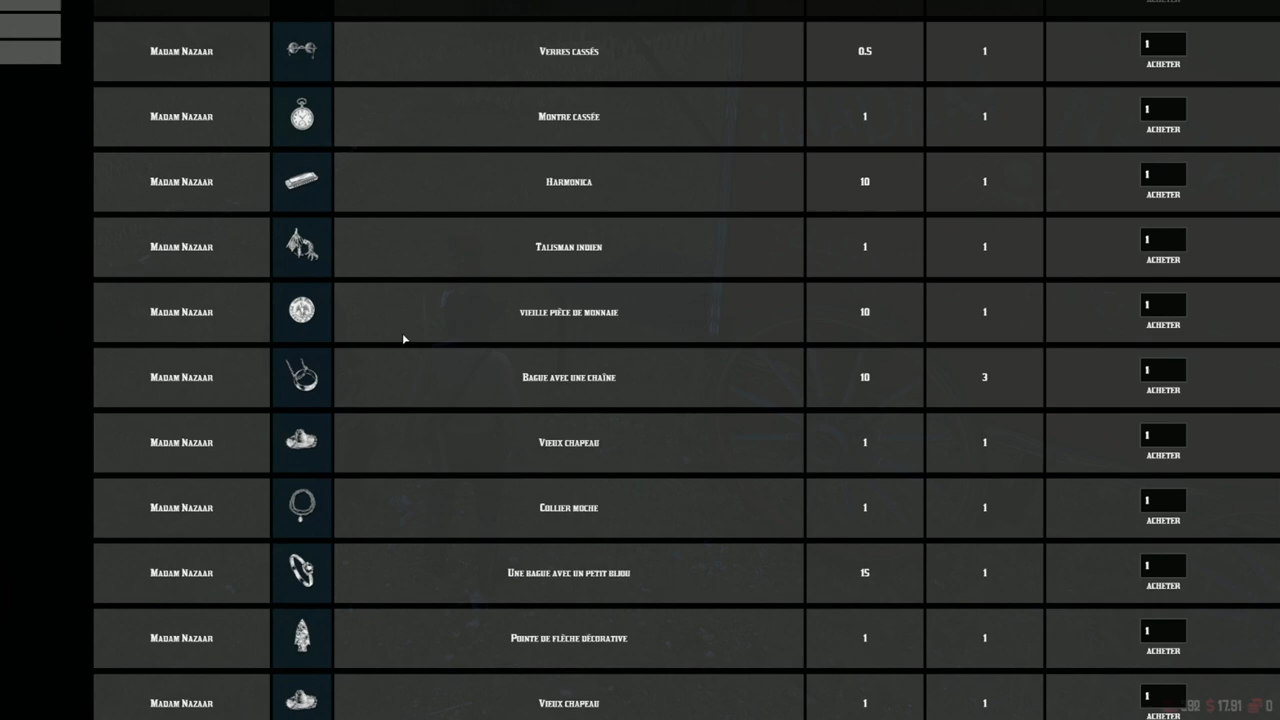 Madam Nazaar Verres cassés 0.5 1 1
Acheter
Madam Nazaar Montre cassée 1 1 1
Acheter
Madam Nazaar Harmonica 10 1 1
Acheter
Madam Nazaar Talisman indien 1 1 1
Acheter
Madam Nazaar vieille pièce de monnaie 10 1 1
Acheter
Madam Nazaar Bague avec une chaîne 10 3 1
Acheter
Madam Nazaar Vieux chapeau 1 1 1
Acheter
Madam Nazaar Collier moche 1 1 1
Acheter
Madam Nazaar Une bague avec un petit bijou 15 1 1
Acheter
Madam Nazaar Pointe de flèche décorative 1 1 1
Acheter
Madam Nazaar Vieux chapeau 1 1 1
Acheter
$ 17.91 0